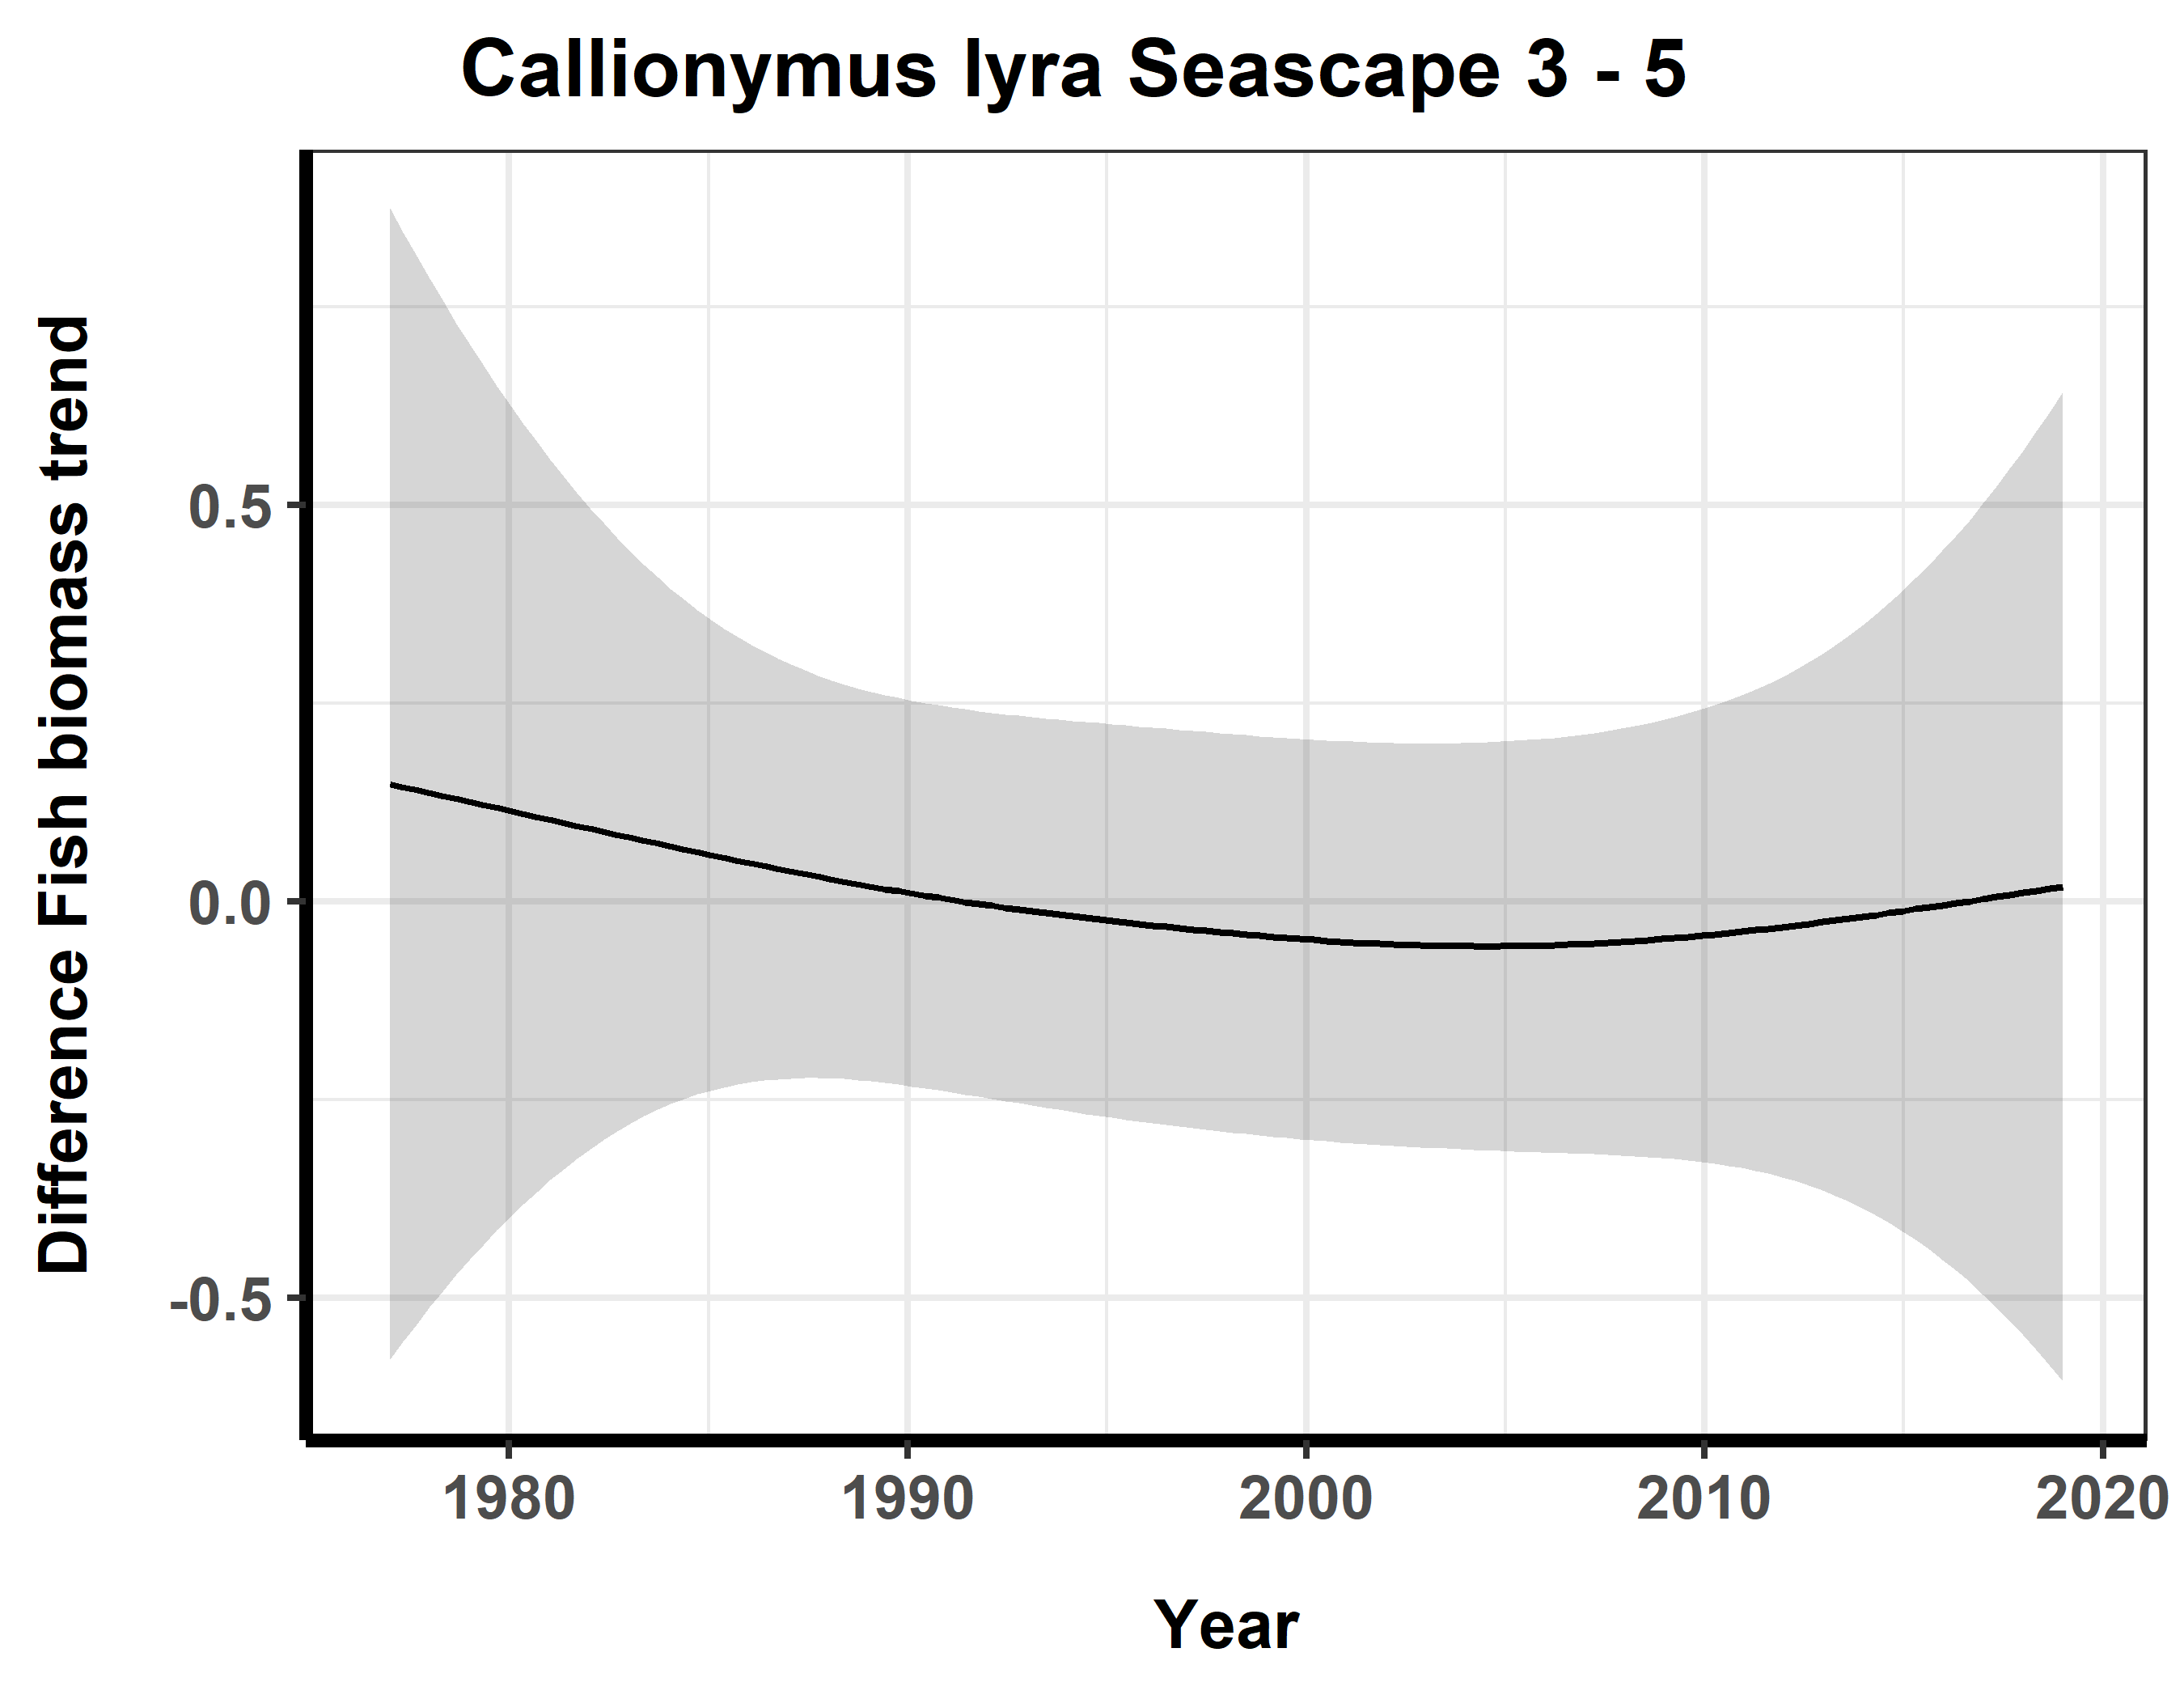 Callionymus lyra Seascape 3 - 5
Difference Fish biomass trend
0.5
0.0
-0.5
1980 1990 2000 2010 2020
Year